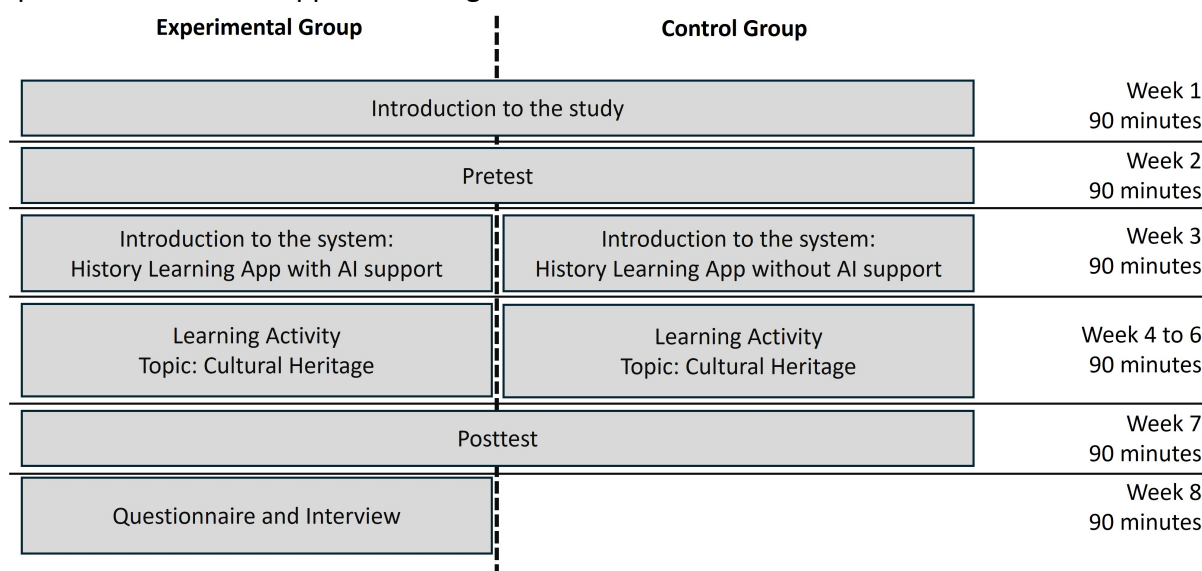 Experimental Group
Control Group
Introduction to the study
Week 1
90 minutes
Pretest
Week 2
90 minutes
Introduction to the system:
History Learning App with AI support
Introduction to the system:
History Learning App without AI support
Week 3
90 minutes
Learning Activity
Topic: Cultural Heritage
Learning Activity
Topic: Cultural Heritage
Week 4 to 6
90 minutes
Posttest
Week 7
90 minutes
Questionnaire and Interview
Week 8
90 minutes